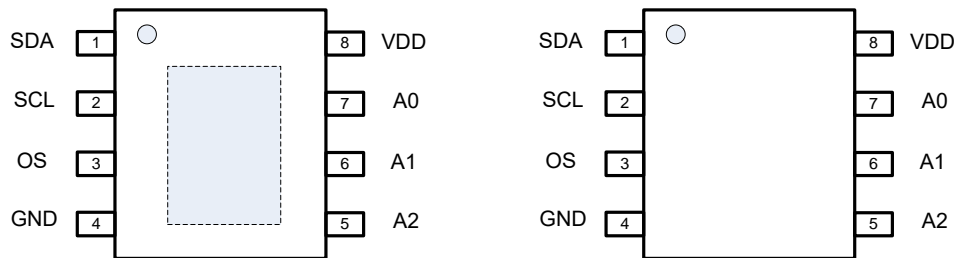 SDA 1 8 VDD SDA 1 8 VDD
SCL 2 7 A0 SCL 2 7 A0
OS 3 6 A1 OS 3 6 A1
GND 4 5 A2 GND 4 5 A2